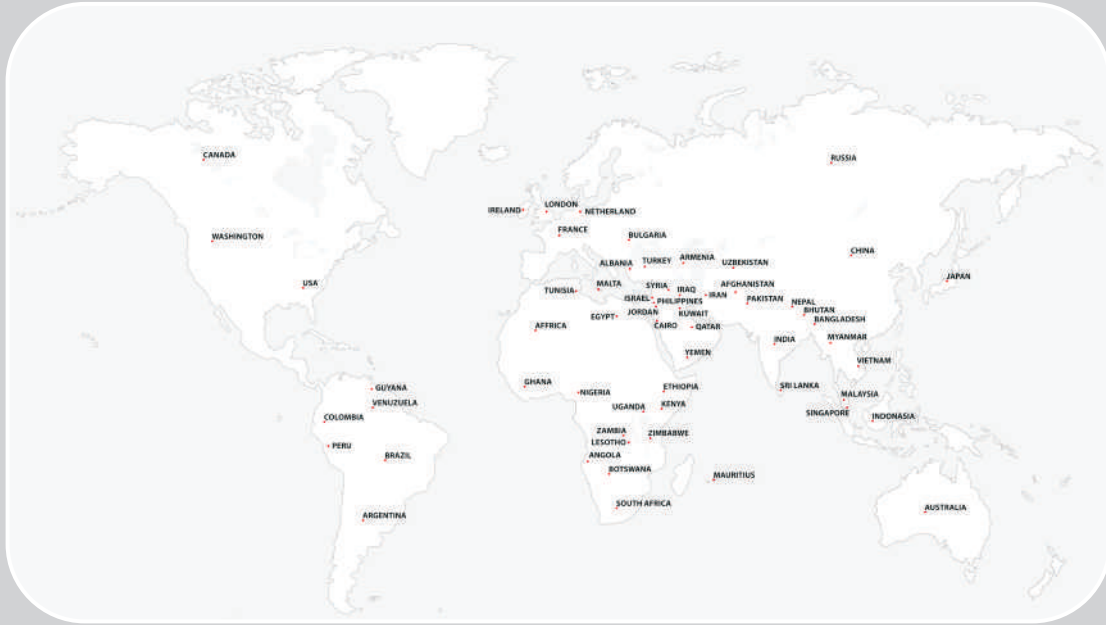 CANADA
RUSSIA
LONDON
IRELAND
NETHERLAND
FRANCE
WASHINGTON
BULGARIA
CHINA
ARMENIA
TURKEY
ALBANIA
UZBEKISTAN
JAPAN
USA
MALTA
SYRIA
AFGHANISTAN
TUNISIA
IRAQ
IRAN
ISRAEL
PHILIPPINES
PAKISTAN
NEPAL
BHUTAN
JORDAN
KUWAIT
EGYPT
BANGLADESH
AFFRICA
CAIRO
QATAR
INDIA
MYANMAR
YEMEN
VIETNAM
GHANA
SRI LANKA
ETHIOPIA
GUYANA
NIGERIA
MALAYSIA
VENUZUELA
UGANDA
KENYA
SINGAPORE
INDONASIA
COLOMBIA
ZAMBIA
ZIMBABWE
LESOTHO
PERU
BRAZIL
ANGOLA
BOTSWANA
MAURITIUS
SOUTH AFRICA
AUSTRALIA
ARGENTINA